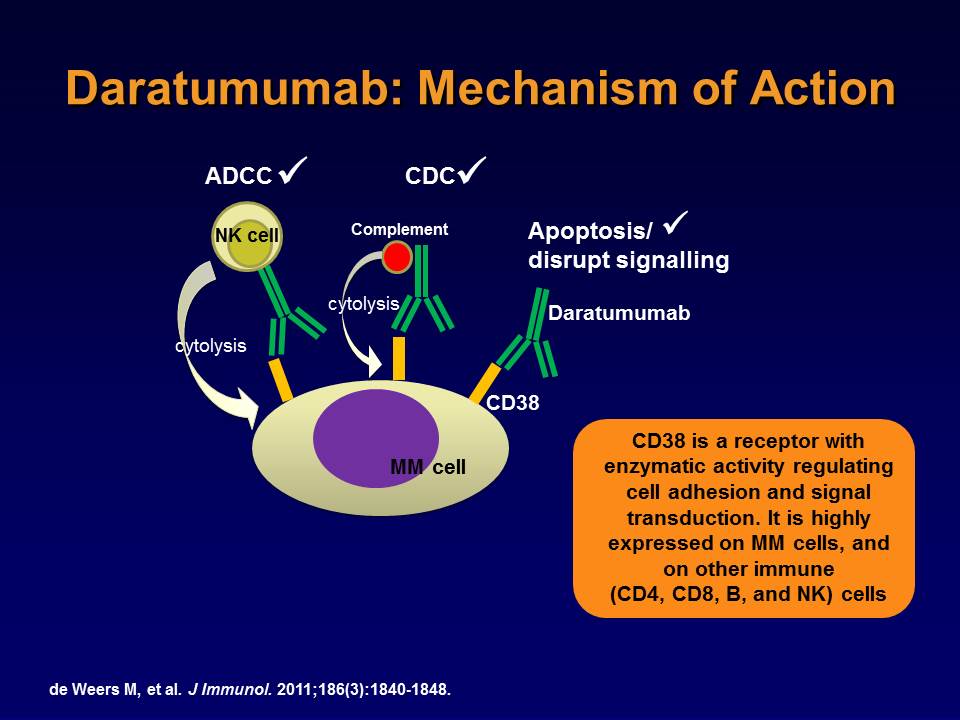 Daratumumab: Mechanism of Action
ADCC ✓
CDC ✓
NK cell
Complement
Apoptosis/ ✓
disrupt signalling
cytolysis
Daratumumab
cytolysis
CD38
MM cell
CD38 is a receptor with
enzymatic activity regulating
cell adhesion and signal
transduction. It is highly
expressed on MM cells, and
on other immune
(CD4, CD8, B, and NK) cells
de Weers M, et al. J Immunol. 2011;186(3):1840-1848.